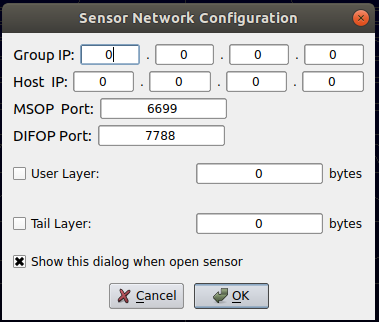 Sensor Network Configuration
Group IP: 0 . 0 . 0 . 0
Host IP: 0 . 0 . 0 . 0
MSOP Port: 6699
DIFOP Port: 7788
User Layer: 0 bytes
Tail Layer: 0 bytes
Show this dialog when open sensor
Cancel OK